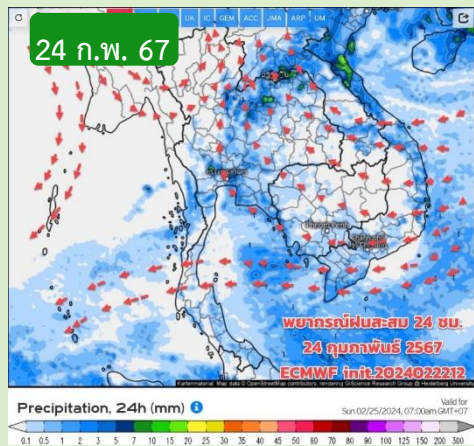 UK IC GEM ACC JMA ARP UM
24 ก.พ. 67
พยากรณ์ฝนสะสม 24 ชม.
24 กุมภาพันธ์ 2567
ECMWF init.2024022212
Precipitation, 24h (mm)
Valid for
Sun 02/25/2024, 07:00am GMT+07
0.1 0.5 1 2 3 5 7 10 15 20 25 30 35 40 45 50 60 70 80 90 100 125 150 200 300